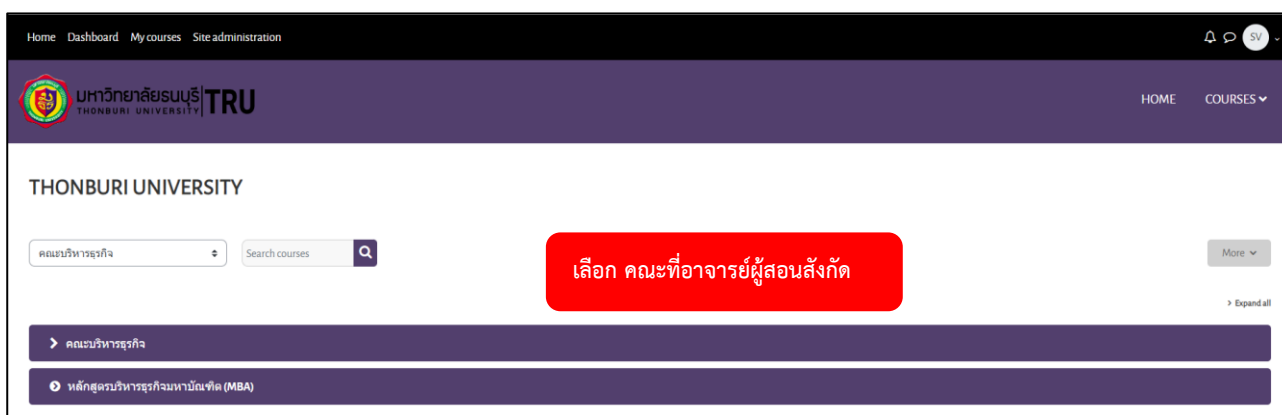 Home Dashboard My courses Site administration
SV
มหาวิทยาลัยธนบุรี TRU
THONBURI UNIVERSITY
HOME COURSES
THONBURI UNIVERSITY
คณะบริหารธุรกิจ Search courses
เลือก คณะที่อาจารย์ผู้สอนสังกัด
More
Expand all
คณะบริหารธุรกิจ
หลักสูตรบริหารธุรกิจมหาบัณฑิต (MBA)